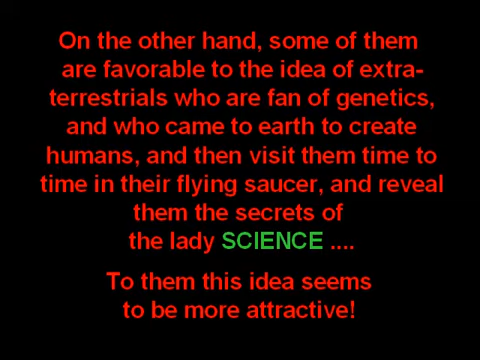 On the other hand, some of them
are favorable to the idea of extra-
terrestrials who are fan of genetics,
and who came to earth to create
humans, and then visit them time to
time in their flying saucer, and reveal
them the secrets of
the lady SCIENCE ....
To them this idea seems
to be more attractive!